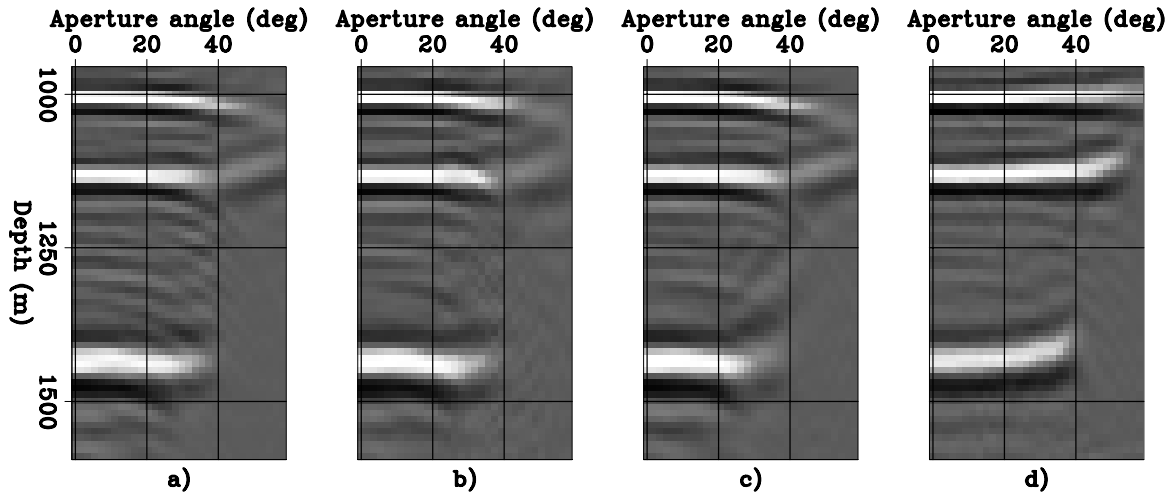 Aperture angle (deg) Aperture angle (deg) Aperture angle (deg) Aperture angle (deg)
0 20 40 0 20 40 0 20 40 0 20 40
1000
1250
1500
Depth (m)
a) b) c) d)